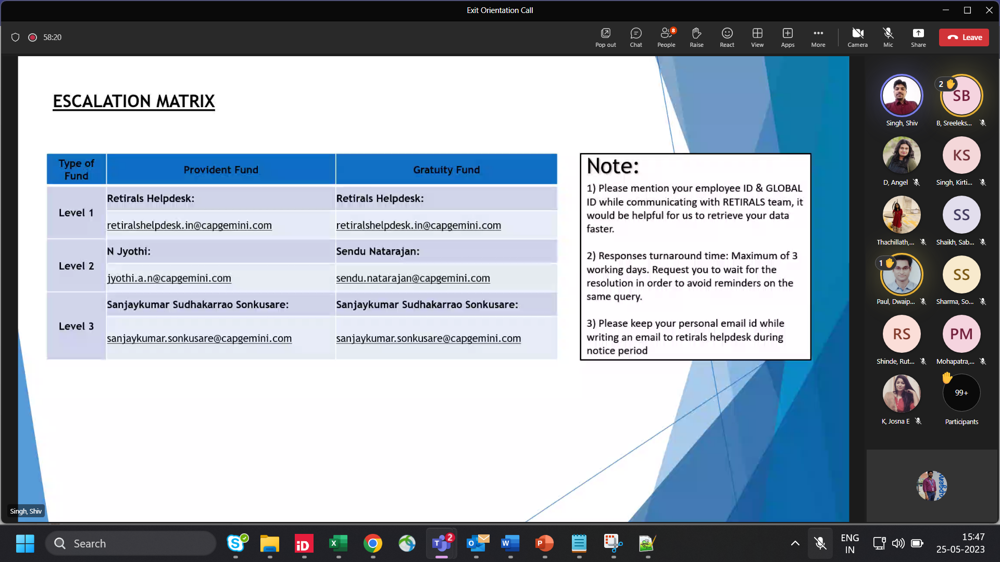 Exit Orientation Call
58:20
Pop out
Chat
8
People
Raise
React
View
Apps
More
Camera
Mic
Share
Leave
ESCALATION MATRIX
Type of
Fund
Provident Fund
Gratuity Fund
Level 1
Retirals Helpdesk:
Retirals Helpdesk:
retiralshelpdesk.in@capgemini.com
retiralshelpdesk.in@capgemini.com
Level 2
N Jyothi:
Sendu Natarajan:
jyothi.a.n@capgemini.com
sendu.natarajan@capgemini.com
Level 3
Sanjaykumar Sudhakarrao Sonkusare:
Sanjaykumar Sudhakarrao Sonkusare:
sanjaykumar.sonkusare@capgemini.com
sanjaykumar.sonkusare@capgemini.com
Note:
1) Please mention your employee ID & GLOBAL
ID while communicating with RETIRALS team, it
would be helpful for us to retrieve your data
faster.
2) Responses turnaround time: Maximum of 3
working days. Request you to wait for the
resolution in order to avoid reminders on the
same query.
3) Please keep your personal email id while
writing an email to retirals helpdesk during
notice period
Singh, Shiv
2
SB
B, Sreeleks...
D, Angel
KS
Singh, Kirti...
Thachillath,...
SS
Shaikh, Sab...
1
Paul, Dwaip...
SS
Sharma, So...
RS
Shinde, Rut...
PM
Mohapatra,...
K, Josna E
99+
Participants
Capgem
Singh, Shiv
Search
iD
X
T
2
O
W
P
ENG
IN
15:47
25-05-2023